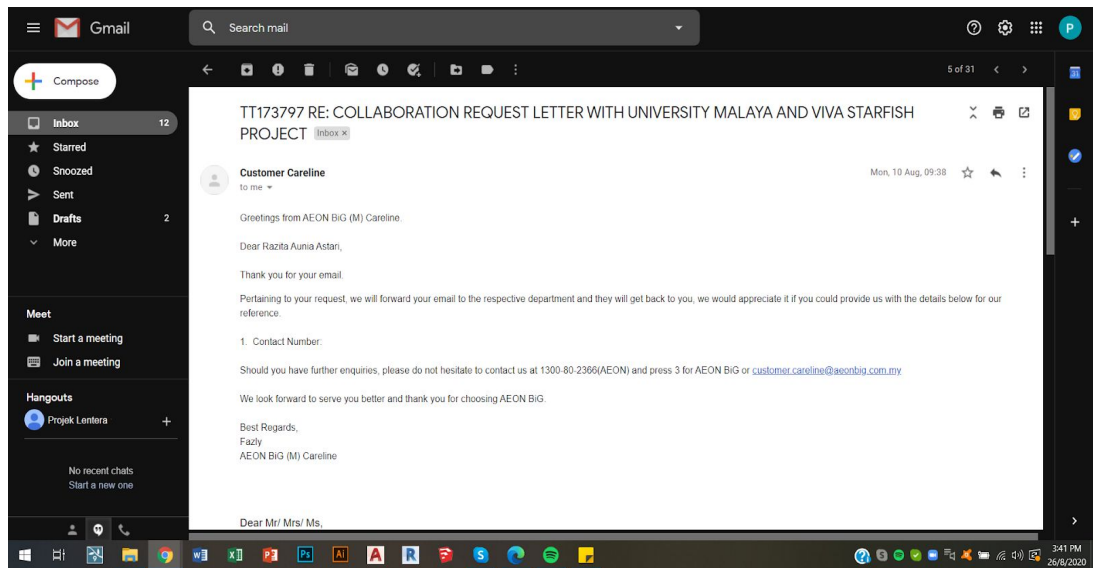 Gmail
Search mail
P
Compose
5 of 31
31
Inbox 12
Starred
Snoozed
Sent
Drafts 2
More
Meet
Start a meeting
Join a meeting
Hangouts
Projek Lentera
No recent chats
Start a new one
TT173797 RE: COLLABORATION REQUEST LETTER WITH UNIVERSITY MALAYA AND VIVA STARFISH
PROJECT Inbox x
Customer Careline
Mon, 10 Aug, 09:38
to me
Greetings from AEON BiG (M) Careline.
Dear Razita Aunia Astari,
Thank you for your email.
Pertaining to your request, we will forward your email to the respective department and they will get back to you, we would appreciate it if you could provide us with the details below for our
reference.
1. Contact Number:
Should you have further enquiries, please do not hesitate to contact us at 1300-80-2366(AEON) and press 3 for AEON BiG or customer.careline@aeonbig.com.my
We look forward to serve you better and thank you for choosing AEON BiG.
Best Regards,
Fazly
AEON BiG (M) Careline
Dear Mr/ Mrs/ Ms,
Ps
Ai
A
R
S
3:41 PM
26/8/2020